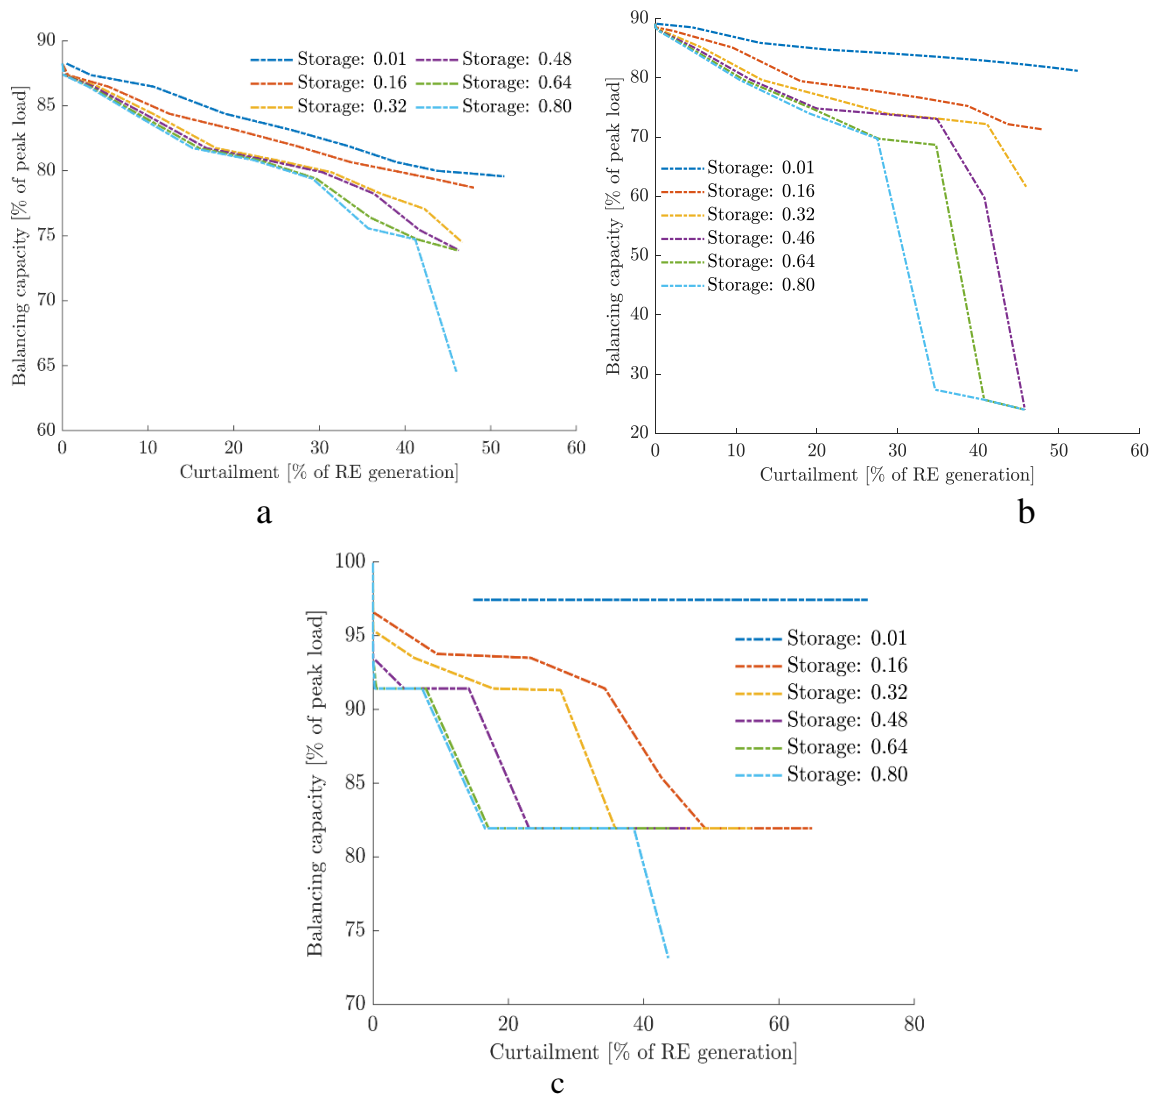 90
85
80
75
70
65
60
Balancing capacity [% of peak load]
Storage: 0.01 Storage: 0.48
Storage: 0.16 Storage: 0.64
Storage: 0.32 Storage: 0.80
0 10 20 30 40 50 60
Curtailment [% of RE generation]
a
90
80
70
60
50
40
30
20
Balancing capacity [% of peak load]
Storage: 0.01
Storage: 0.16
Storage: 0.32
Storage: 0.46
Storage: 0.64
Storage: 0.80
0 10 20 30 40 50 60
Curtailment [% of RE generation]
b
100
95
90
85
80
75
70
Balancing capacity [% of peak load]
Storage: 0.01
Storage: 0.16
Storage: 0.32
Storage: 0.48
Storage: 0.64
Storage: 0.80
0 20 40 60 80
Curtailment [% of RE generation]
c